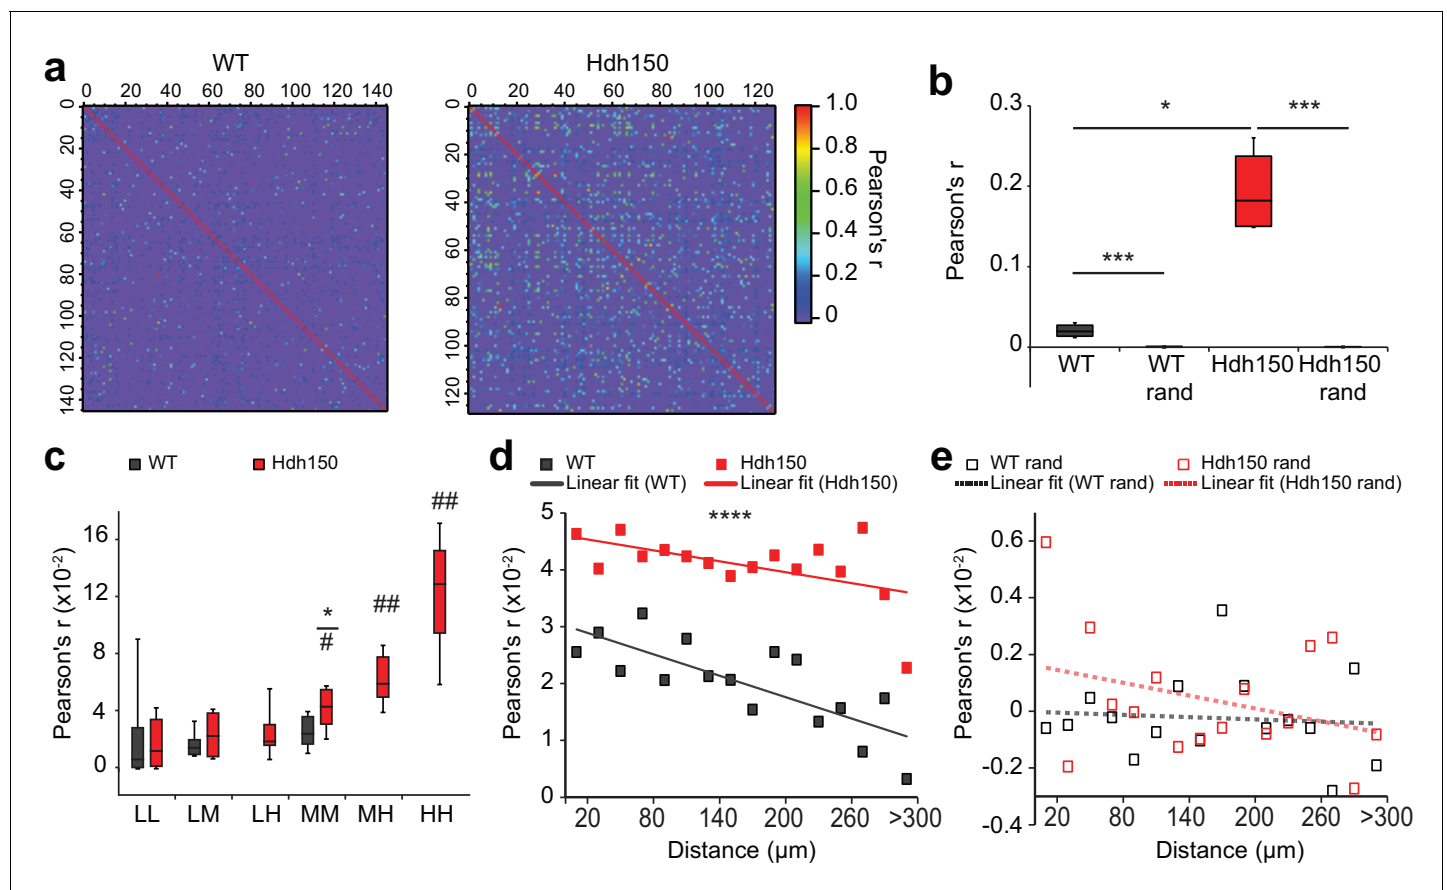 a
WT
Hdh150
0 20 40 60 80 100 120 140
0 20 40 60 80 100 120
0 20 40 60 80 100 120 140
0 20 40 60 80 100 120
1.0
0.8
0.6
0.4
0.2
0
Pearson's r
b
0.3
0.2
0.1
0
Pearson's r
*
***
***
WT
WT rand
Hdh150
Hdh150 rand
c
WT
Hdh150
16
12
8
4
0
Pearson's r (x10-2)
*
#
##
##
LL LM LH MM MH HH
d
WT
Hdh150
Linear fit (WT)
Linear fit (Hdh150)
****
5
4
3
2
1
0
Pearson's r (x10-2)
20 80 140 200 260 >300
Distance (µm)
e
WT rand
Hdh150 rand
Linear fit (WT rand)
Linear fit (Hdh150 rand)
0.6
0.4
0.2
0
-0.2
-0.4
Pearson's r (x10-2)
20 80 140 200 260 >300
Distance (µm)